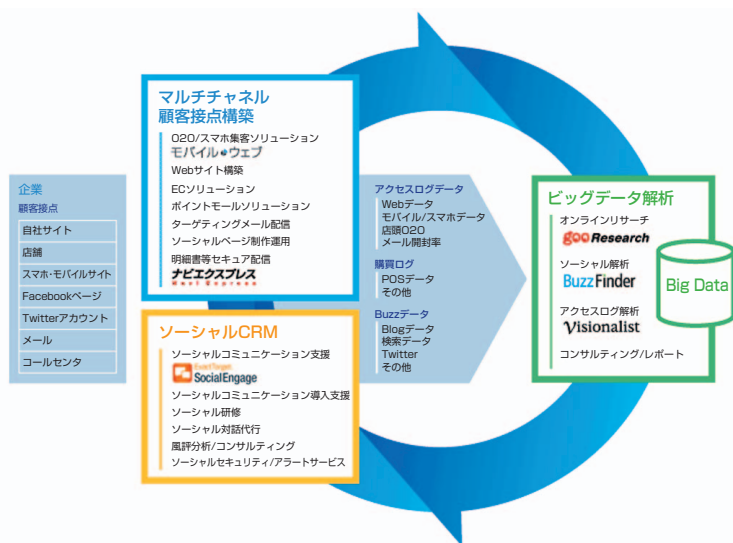 企業
顧客接点
自社サイト
店舗
スマホ・モバイルサイト
Facebookページ
Twitterアカウント
メール
コールセンタ
マルチチャネル
顧客接点構築
O2O/スマホ集客ソリューション
モバイル・ウェブ
Webサイト構築
ECソリューション
ポイントモールソリューション
ターゲティングメール配信
ソーシャルページ制作運用
明細書等セキュア配信
ナビエクスプレス
Navi Express
ソーシャルCRM
ソーシャルコミュニケーション支援
ExactTarget
SocialEngage
ソーシャルコミュニケーション導入支援
ソーシャル研修
ソーシャル対話代行
風評分析/コンサルティング
ソーシャルセキュリティ/アラートサービス
アクセスログデータ
Webデータ
モバイル/スマホデータ
店頭O2O
メール開封率
購買ログ
POSデータ
その他
Buzzデータ
Blogデータ
検索データ
Twitter
その他
ビッグデータ解析
オンラインリサーチ
goo Research
ソーシャル解析
BuzzFinder
アクセスログ解析
Visionalist
コンサルティング/レポート
Big Data